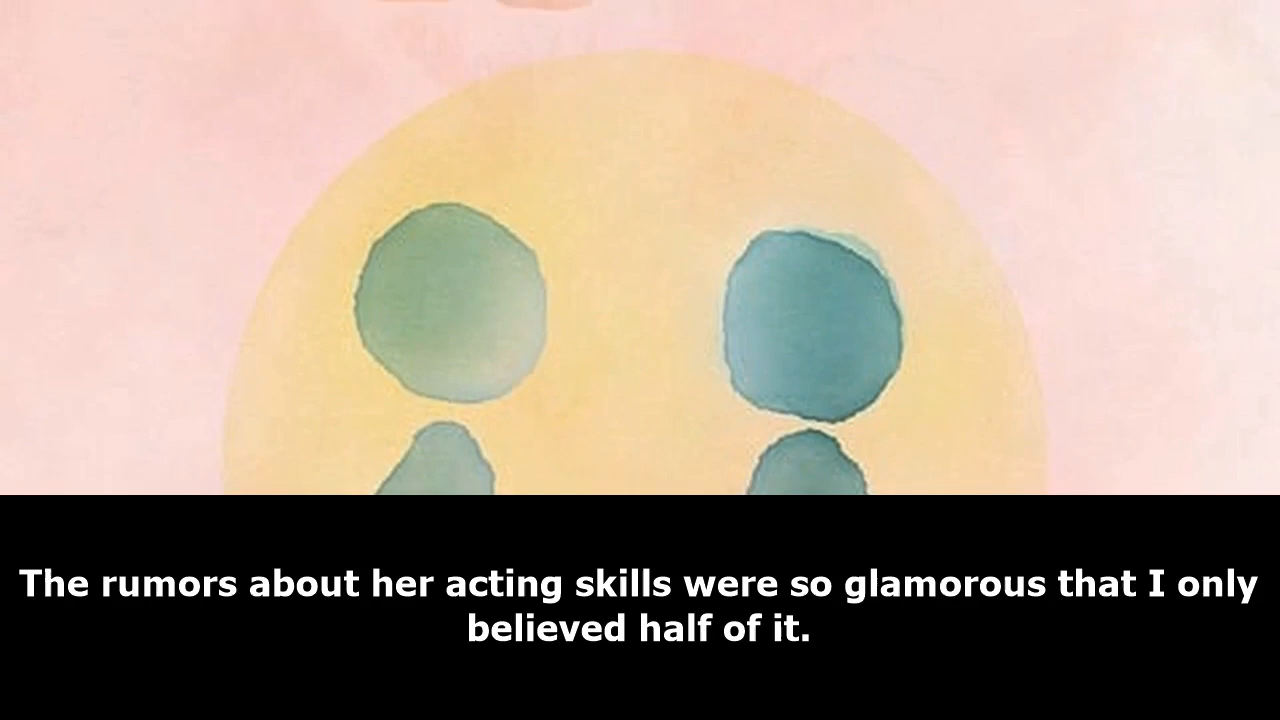 The rumors about her acting skills were so glamorous that I only
believed half of it.